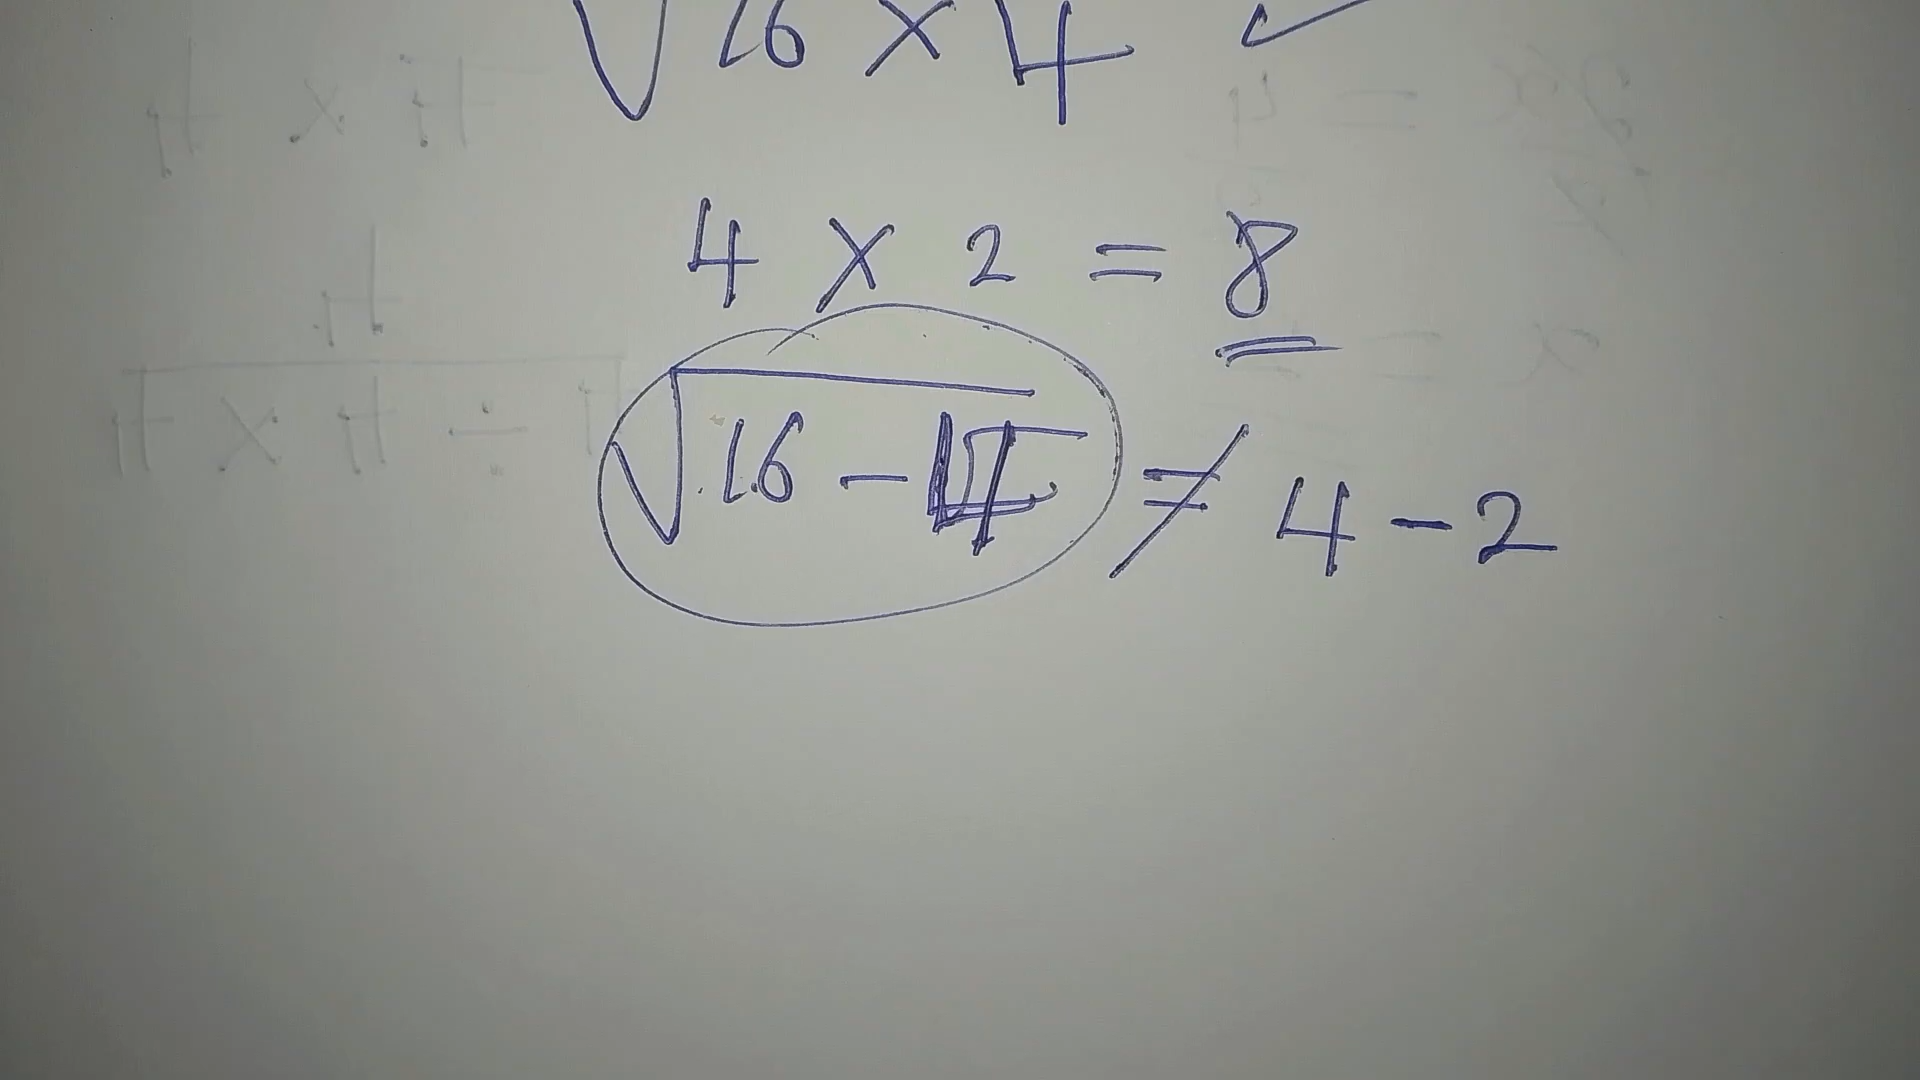 √16 × √4 ✓
4 × 2 = 8
√16 - 4 ≠ 4 - 2